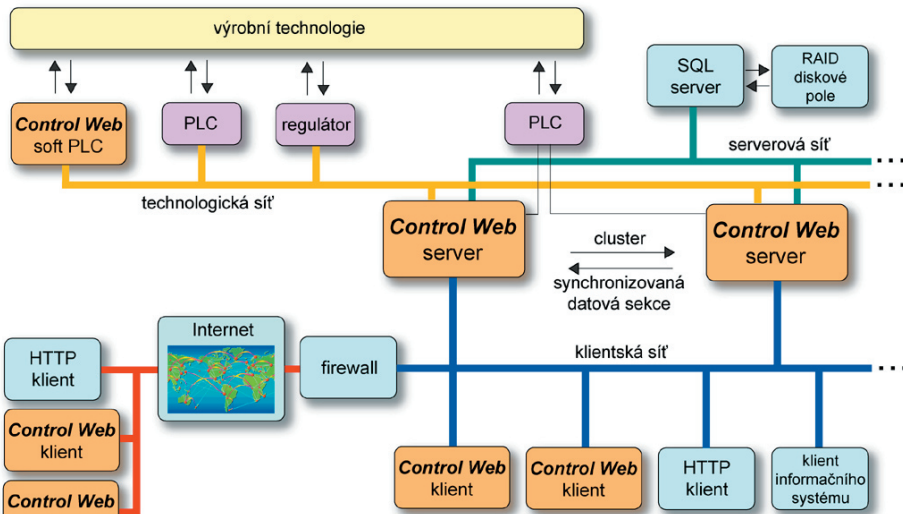 výrobní technologie
Control Web
soft PLC
PLC
regulátor
PLC
SQL
server
RAID
diskové
pole
serverová síť
technologická síť
Control Web
server
cluster
synchronizovaná
datová sekce
Control Web
server
Internet
HTTP
klient
firewall
klientská síť
Control Web
klient
Control Web
Control Web
klient
Control Web
klient
HTTP
klient
klient
informačního
systému